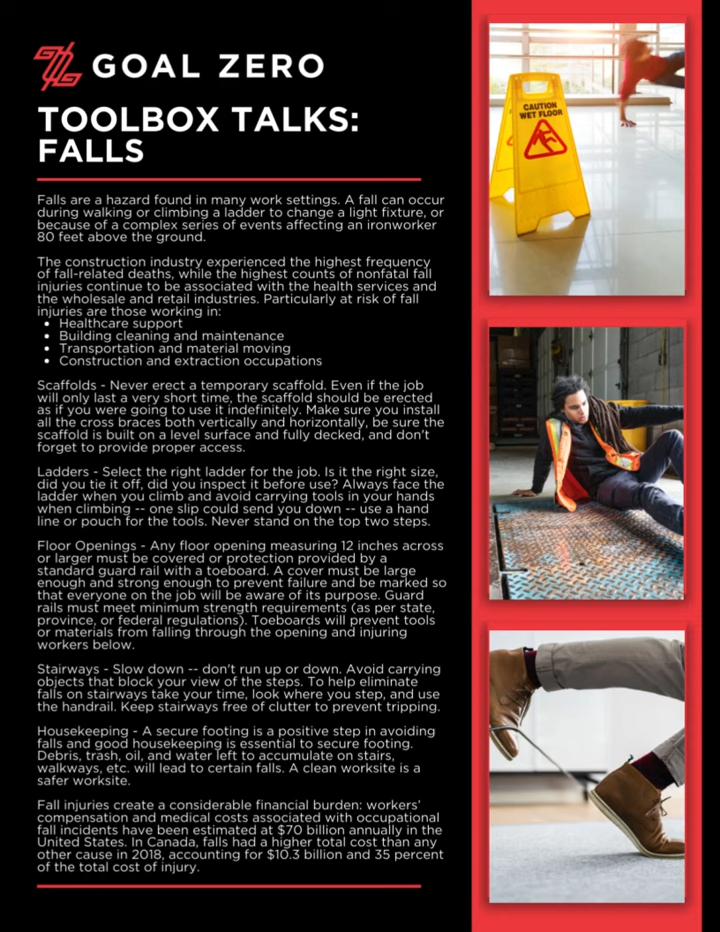 GOAL ZERO
TOOLBOX TALKS:
FALLS
Falls are a hazard found in many work settings. A fall can occur
during walking or climbing a ladder to change a light fixture, or
because of a complex series of events affecting an ironworker
80 feet above the ground.
The construction industry experienced the highest frequency
of fall-related deaths, while the highest counts of nonfatal fall
injuries continue to be associated with the health services and
the wholesale and retail industries. Particularly at risk of fall
injuries are those working in:
• Healthcare support
• Building cleaning and maintenance
• Transportation and material moving
• Construction and extraction occupations
Scaffolds - Never erect a temporary scaffold. Even if the job
will only last a very short time, the scaffold should be erected
as if you were going to use it indefinitely. Make sure you install
all the cross braces both vertically and horizontally, be sure the
scaffold is built on a level surface and fully decked, and don't
forget to provide proper access.
Ladders - Select the right ladder for the job. Is it the right size,
did you tie it off, did you inspect it before use? Always face the
ladder when you climb and avoid carrying tools in your hands
when climbing -- one slip could send you down -- use a hand
line or pouch for the tools. Never stand on the top two steps.
Floor Openings - Any floor opening measuring 12 inches across
or larger must be covered or protection provided by a
standard guard rail with a toeboard. A cover must be large
enough and strong enough to prevent failure and be marked so
that everyone on the job will be aware of its purpose. Guard
rails must meet minimum strength requirements (as per state,
province, or federal regulations). Toeboards will prevent tools
or materials from falling through the opening and injuring
workers below.
Stairways - Slow down -- don't run up or down. Avoid carrying
objects that block your view of the steps. To help eliminate
falls on stairways take your time, look where you step, and use
the handrail. Keep stairways free of clutter to prevent tripping.
Housekeeping - A secure footing is a positive step in avoiding
falls and good housekeeping is essential to secure footing.
Debris, trash, oil, and water left to accumulate on stairs,
walkways, etc. will lead to certain falls. A clean worksite is a
safer worksite.
Fall injuries create a considerable financial burden: workers'
compensation and medical costs associated with occupational
fall incidents have been estimated at $70 billion annually in the
United States. In Canada, falls had a higher total cost than any
other cause in 2018, accounting for $10.3 billion and 35 percent
of the total cost of injury.
CAUTION
WET FLOOR